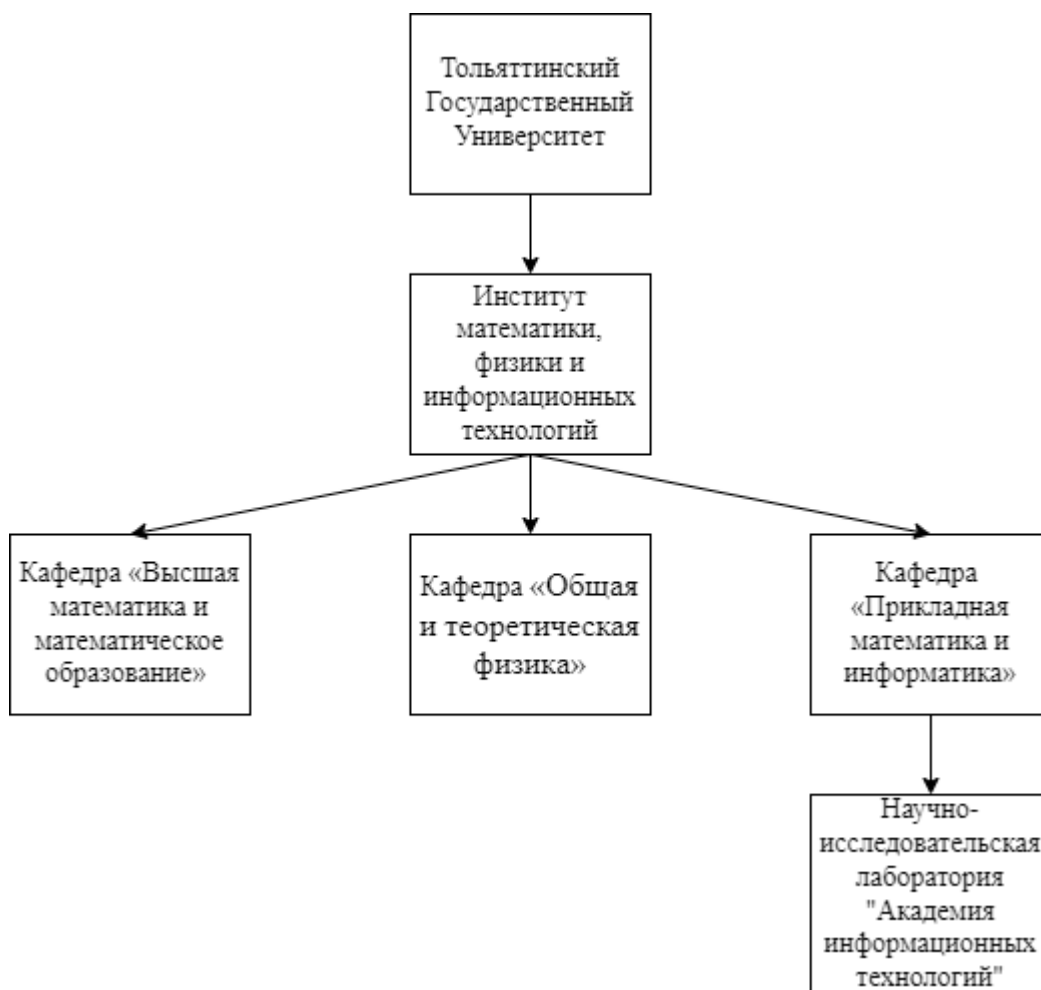 Тольяттинский
Государственный
Университет
Институт
математики,
физики и
информационных
технологий
Кафедра «Высшая
математика и
математическое
образование»
Кафедра «Общая
и теоретическая
физика»
Кафедра
«Прикладная
математика и
информатика»
Научно-
исследовательская
лаборатория
"Академия
информационных
технологий"